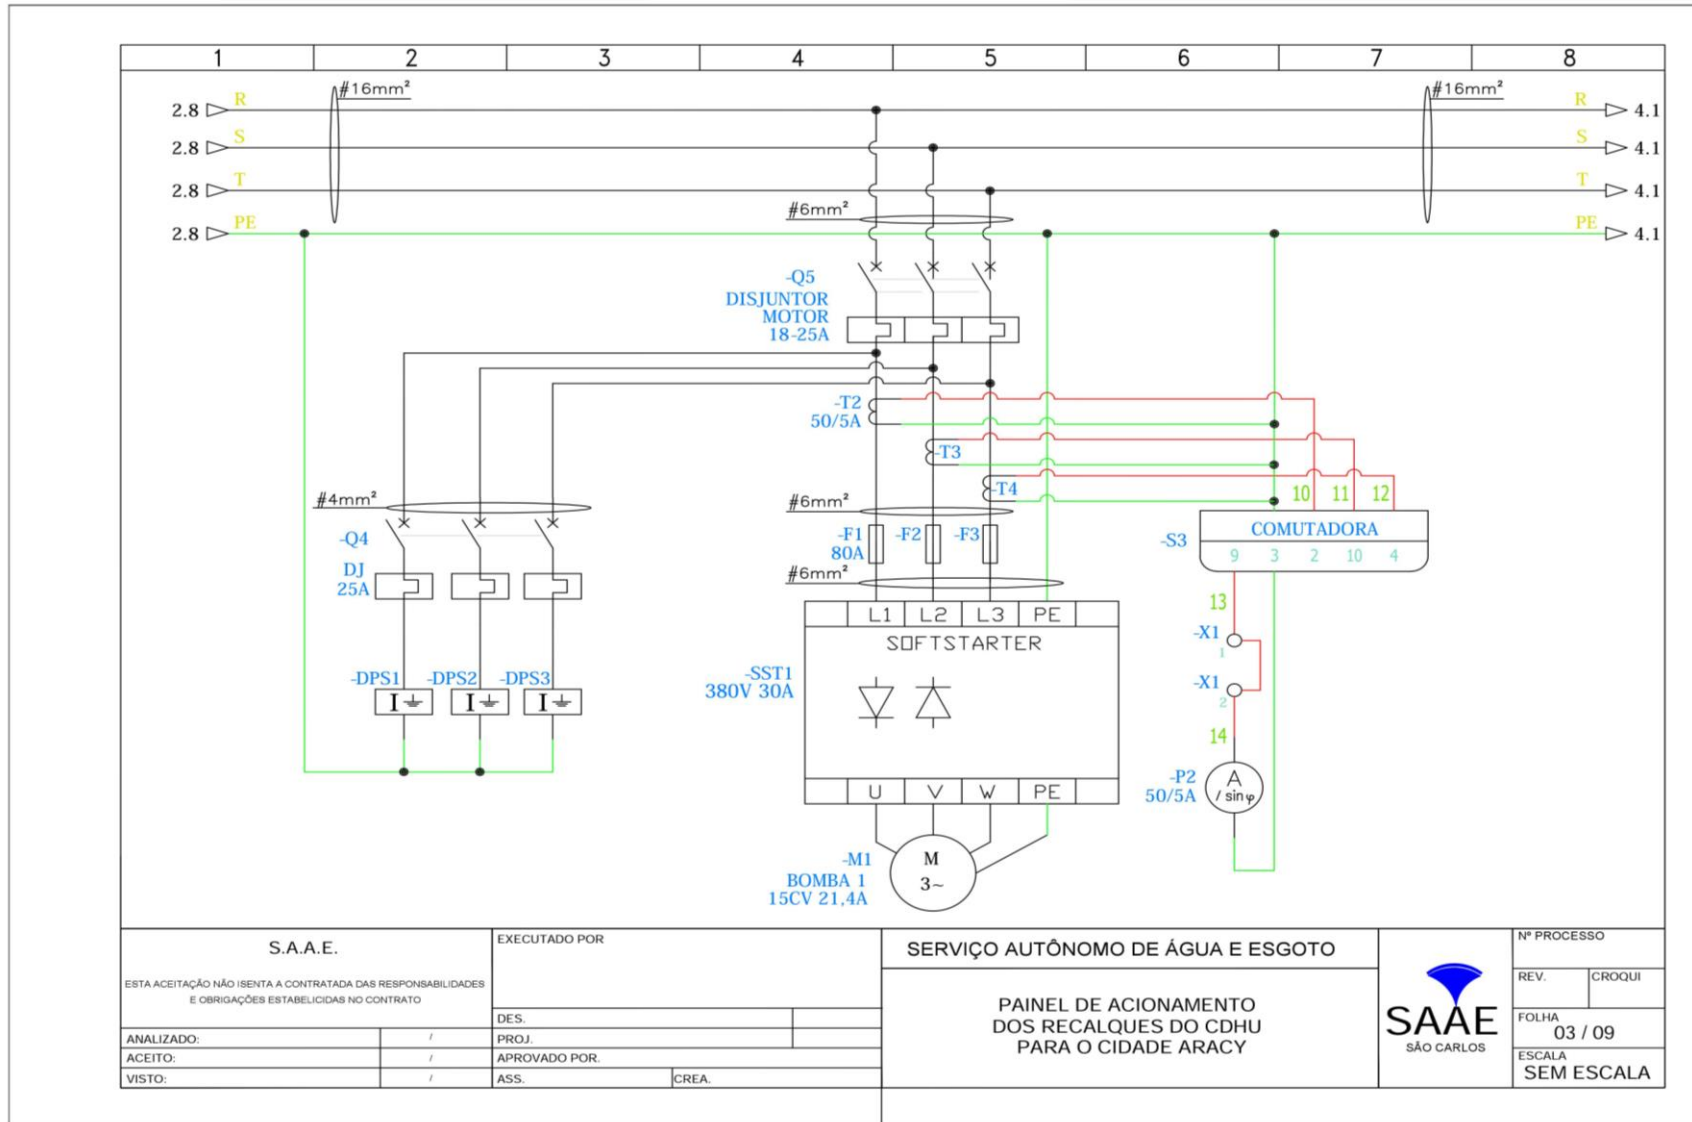 1 2 3 4 5 6 7 8
#16mm² #16mm²
2.8 R R 4.1
2.8 S S 4.1
2.8 T T 4.1
#6mm²
2.8 PE PE 4.1
-Q5
DISJUNTOR
MOTOR
18-25A
-T2
50/5A
-T3
-T4
#4mm²
#6mm²
10 11 12
-Q4
DJ
25A
-F1
80A
-F2
-F3
#6mm²
-S3
COMUTADORA
9 3 2 10 4
L1 L2 L3 PE
SOFTSTARTER
-SST1
380V 30A
13
-X1
1
-X1
2
14
-DPS1 -DPS2 -DPS3
I I I
-P2
50/5A
A
/ sinφ
U V W PE
-M1
BOMBA 1
15CV 21,4A
M
3~
S.A.A.E.
ESTA ACEITAÇÃO NÃO ISENTA A CONTRATADA DAS RESPONSABILIDADES
E OBRIGAÇÕES ESTABELICIDAS NO CONTRATO
ANALIZADO: /
ACEITO: /
VISTO: /
EXECUTADO POR
DES.
PROJ.
APROVADO POR.
ASS. CREA.
SERVIÇO AUTÔNOMO DE ÁGUA E ESGOTO
PAINEL DE ACIONAMENTO
DOS RECALQUES DO CDHU
PARA O CIDADE ARACY
SAAE
SÃO CARLOS
Nº PROCESSO
REV. CROQUI
FOLHA
03 / 09
ESCALA
SEM ESCALA